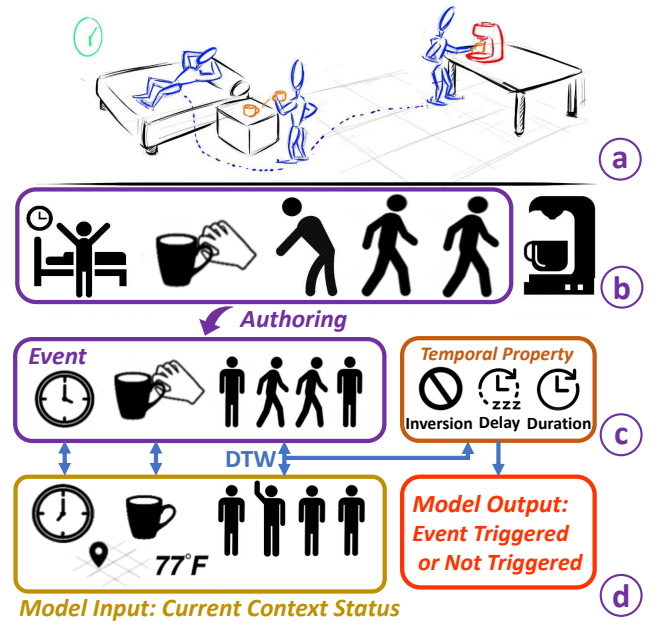 a
b
Authoring
Event
Temporal Property
zzz
Inversion Delay Duration
c
DTW
Model Output:
Event Triggered
or Not Triggered
77°F
d
Model Input: Current Context Status